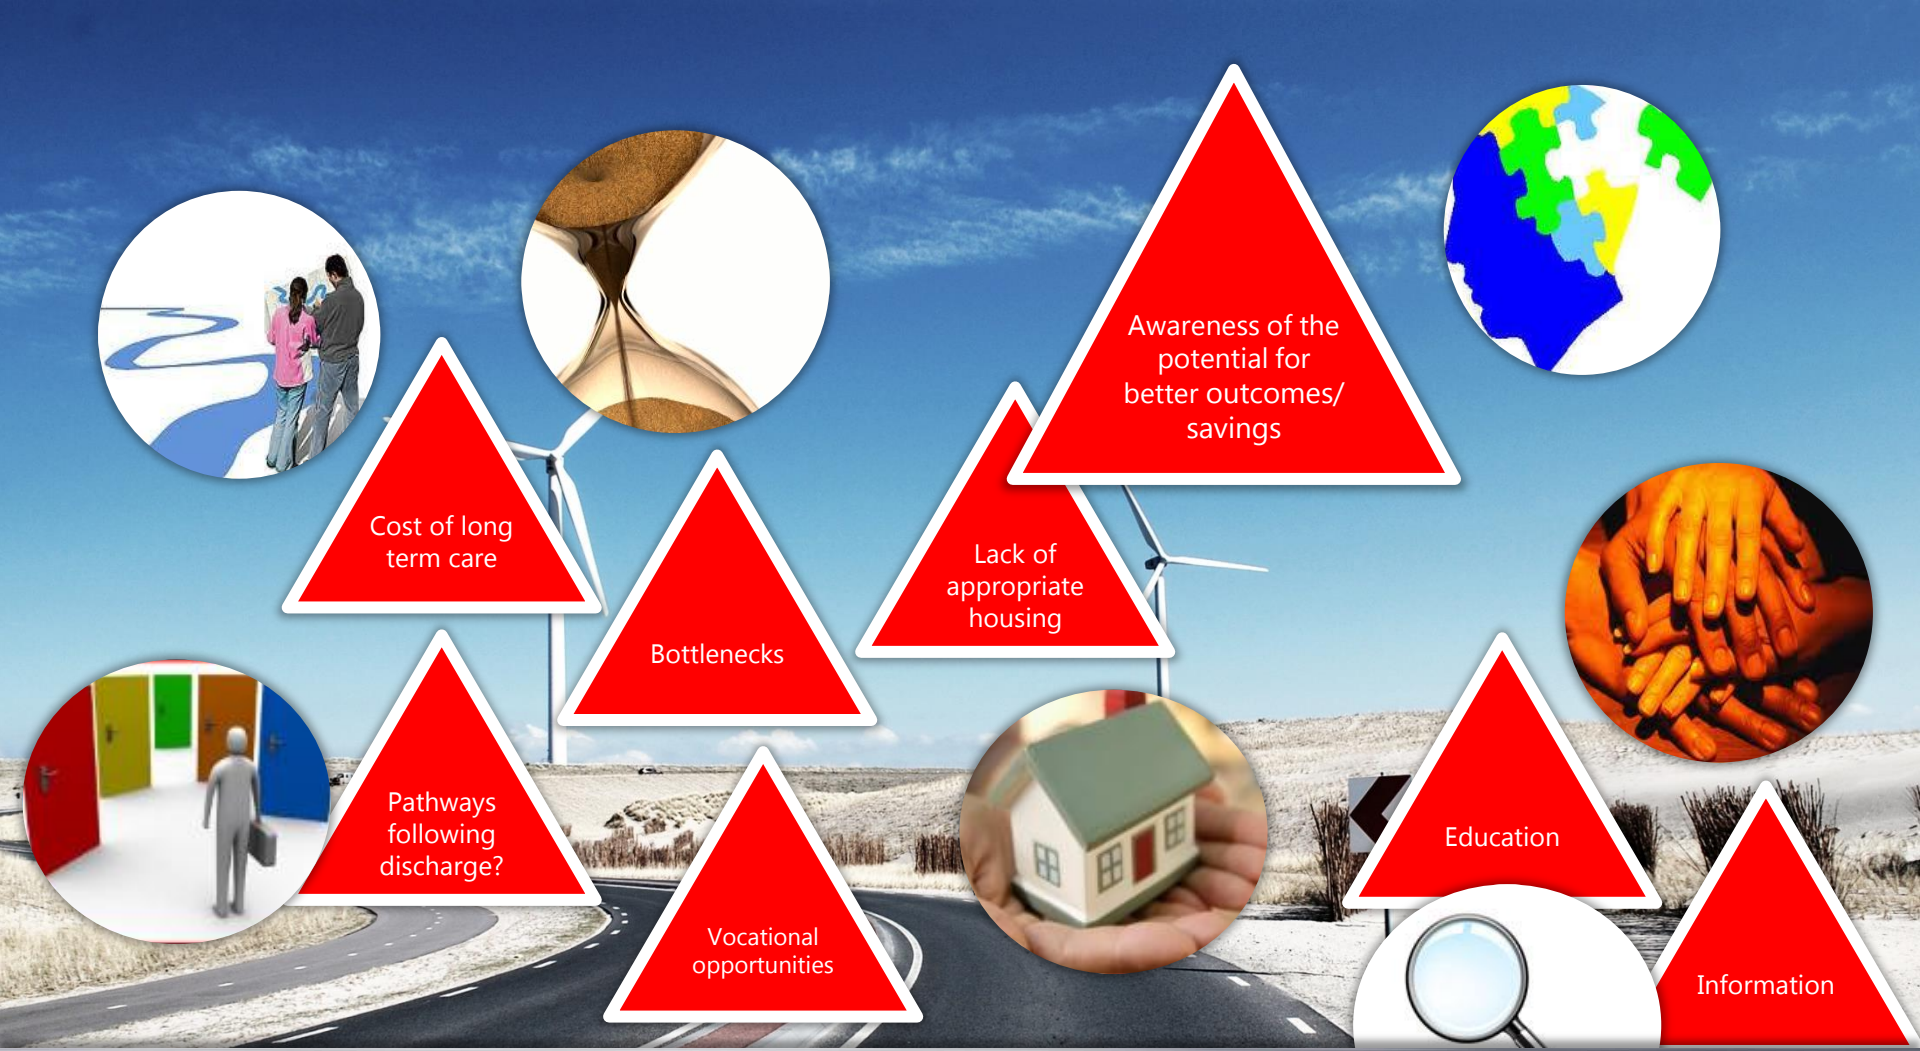 Awareness of the
potential for
better outcomes/
savings
Cost of long
term care
Lack of
appropriate
housing
Bottlenecks
Pathways
following
discharge?
Education
Vocational
opportunities
Information